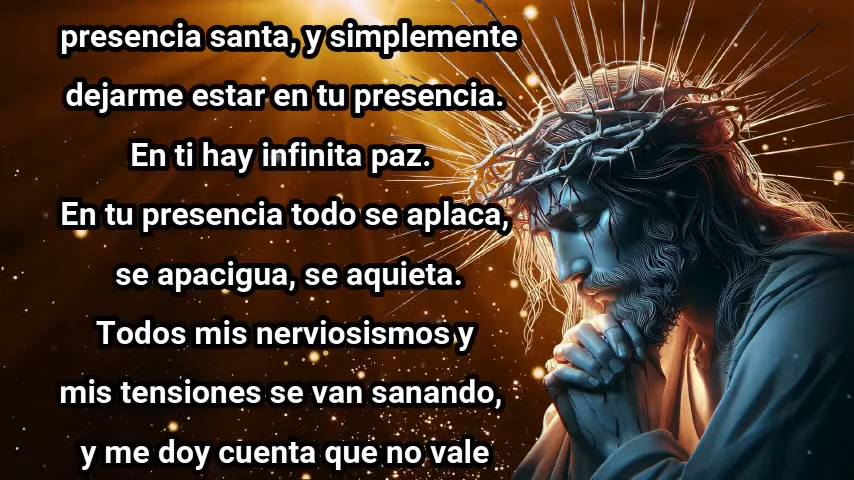 presencia santa, y simplemente
dejarme estar en tu presencia.
En ti hay infinita paz.
En tu presencia todo se aplaca,
se apacigua, se aquieta.
Todos mis nerviosismos y
mis tensiones se van sanando,
y me doy cuenta que no vale